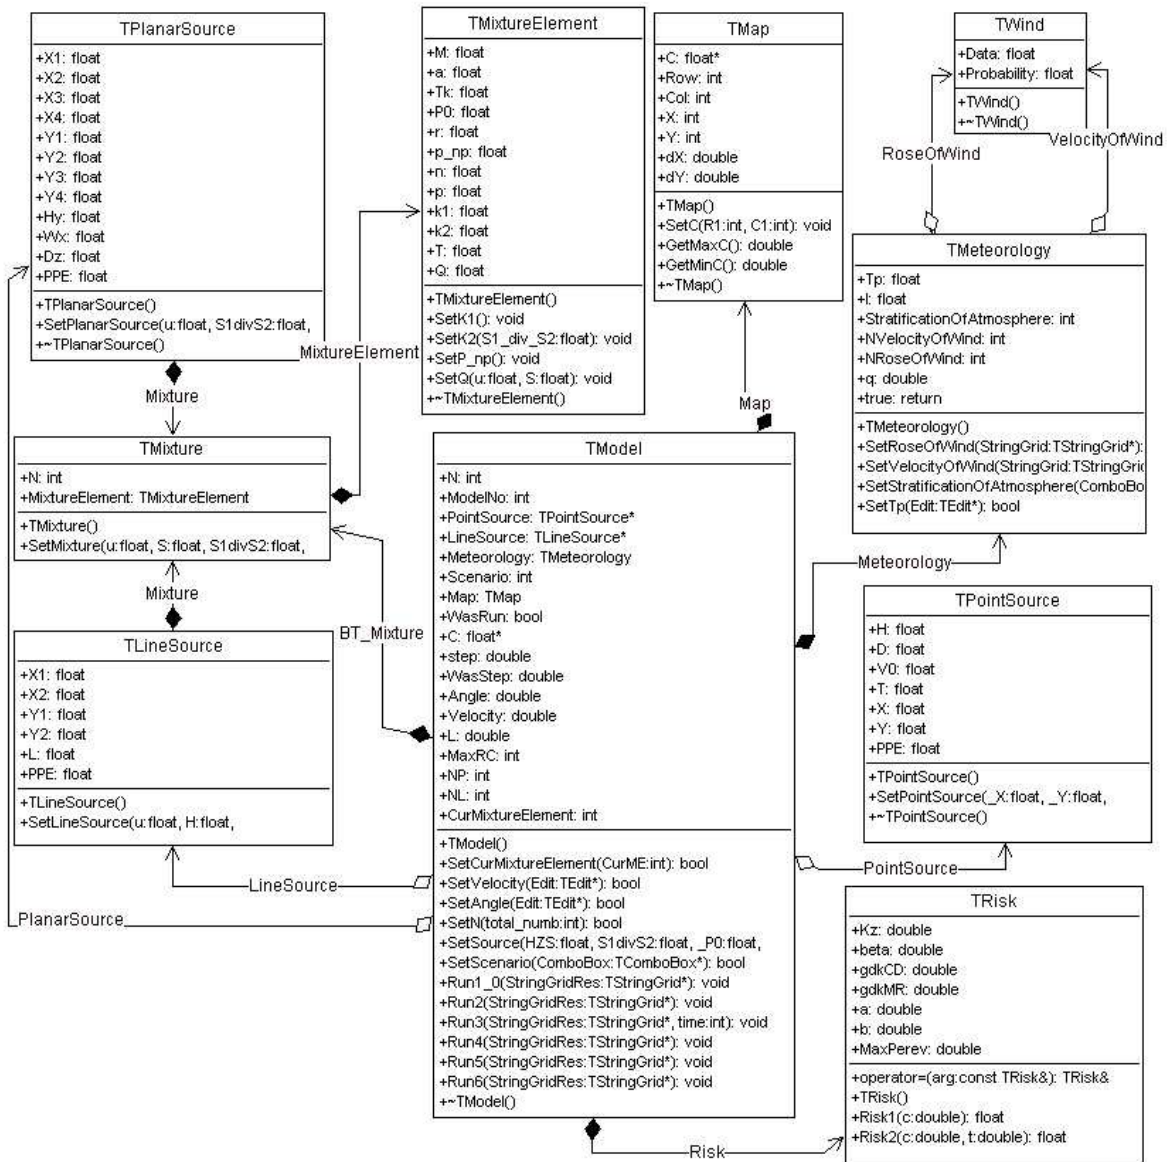 TPlanarSource
+X1: float
+X2: float
+X3: float
+X4: float
+Y1: float
+Y2: float
+Y3: float
+Y4: float
+Hy: float
+Wx: float
+Dz: float
+PPE: float
+TPlanarSource()
+SetPlanarSource(u:float, S1divS2:float,
+~TPlanarSource()
TMixtureElement
+M: float
+a: float
+Tk: float
+P0: float
+r: float
+p_np: float
+n: float
+p: float
+k1: float
+k2: float
+T: float
+Q: float
+TMixtureElement()
+SetK1(): void
+SetK2(S1_div_S2:float): void
+SetP_np(): void
+SetQ(u:float, S:float): void
+~TMixtureElement()
TMap
+C: float*
+Row: int
+Col: int
+X: int
+Y: int
+dX: double
+dY: double
+TMap()
+SetC(R1:int, C1:int): void
+GetMaxC(): double
+GetMinC(): double
+~TMap()
TWind
+Data: float
+Probability: float
+TWind()
+~TWind()
RoseOfWind
VelocityOfWind
TMeteorology
+Tp: float
+l: float
+StratificationOfAtmosphere: int
+NVelocityOfWind: int
+NRoseOfWind: int
+q: double
+true: return
+TMeteorology()
+SetRoseOfWind(StringGrid:TStringGrid*):
+SetVelocityOfWind(StringGrid:TStringGri
+SetStratificationOfAtmosphere(ComboBo
+SetTp(Edit:TEdit*): bool
MixtureElement
Mixture
Map
TMixture
+N: int
+MixtureElement: TMixtureElement
+TMixture()
+SetMixture(u:float, S:float, S1divS2:float,
Mixture
BT_Mixture
TLineSource
+X1: float
+X2: float
+Y1: float
+Y2: float
+L: float
+PPE: float
+TLineSource()
+SetLineSource(u:float, H:float,
LineSource
PlanarSource
TModel
+N: int
+ModelNo: int
+PointSource: TPointSource*
+LineSource: TLineSource*
+Meteorology: TMeteorology
+Scenario: int
+Map: TMap
+WasRun: bool
+C: float*
+step: double
+WasStep: double
+Angle: double
+Velocity: double
+L: double
+MaxRC: int
+NP: int
+NL: int
+CurMixtureElement: int
+TModel()
+SetCurMixtureElement(CurME:int): bool
+SetVelocity(Edit:TEdit*): bool
+SetAngle(Edit:TEdit*): bool
+SetN(total_numb:int): bool
+SetSource(HZS:float, S1divS2:float, _P0:float,
+SetScenario(ComboBox:TComboBox*): bool
+Run1_0(StringGridRes:TStringGrid*): void
+Run2(StringGridRes:TStringGrid*): void
+Run3(StringGridRes:TStringGrid*, time:int): void
+Run4(StringGridRes:TStringGrid*): void
+Run5(StringGridRes:TStringGrid*): void
+Run6(StringGridRes:TStringGrid*): void
+~TModel()
Meteorology
TPointSource
+H: float
+D: float
+V0: float
+T: float
+X: float
+Y: float
+PPE: float
+TPointSource()
+SetPointSource(_X:float, _Y:float,
+~TPointSource()
PointSource
TRisk
+Kz: double
+beta: double
+gdkCD: double
+gdkMR: double
+a: double
+b: double
+MaxPerev: double
+operator=(arg:const TRisk&): TRisk&
+TRisk()
+Risk1(c:double): float
+Risk2(c:double, t:double): float
Risk